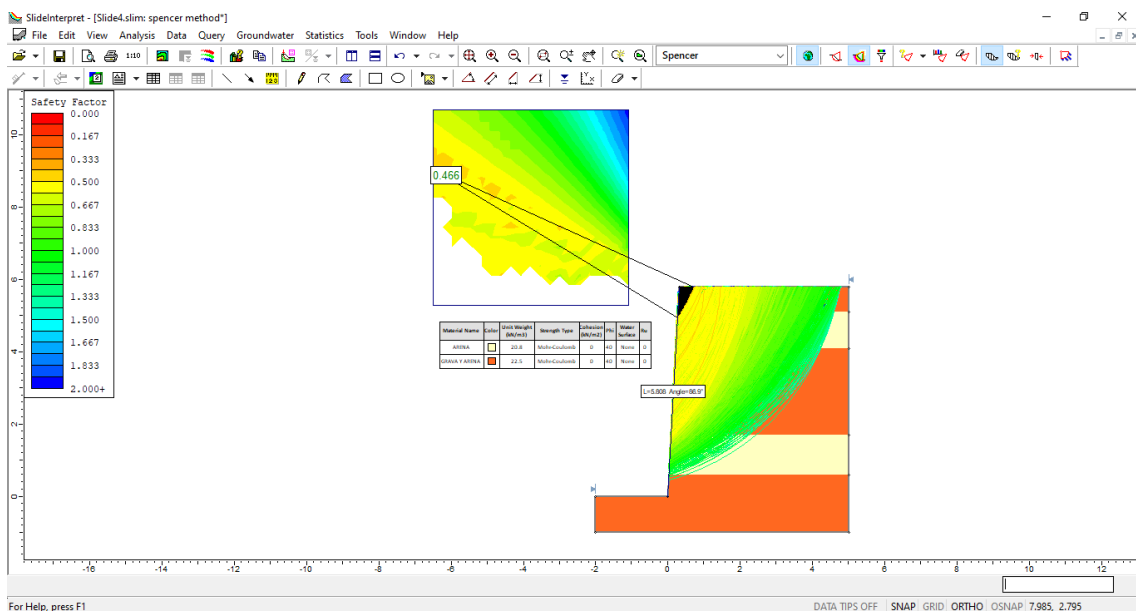 SlideInterpret - [Slide4.slim: spencer method*]
File Edit View Analysis Data Query Groundwater Statistics Tools Window Help
1:10
Spencer
Safety Factor
0.000
0.167
0.333
0.500
0.667
0.833
1.000
1.167
1.333
1.500
1.667
1.833
2.000+
0.466
Material Name Color Unit Weight (kN/m3) Strength Type Cohesion (kN/m2) Phi Water Surface Ru
ARENA 20.8 Mohr-Coulomb 0 40 None 0
GRAVA Y ARENA 22.5 Mohr-Coulomb 0 40 None 0
L=5.808 Angle=86.9°
10
8
6
4
2
0
-16 -14 -12 -10 -8 -6 -4 -2 0 2 4 6 8 10 12
For Help, press F1
DATA TIPS OFF SNAP GRID ORTHO OSNAP 7.985, 2.795